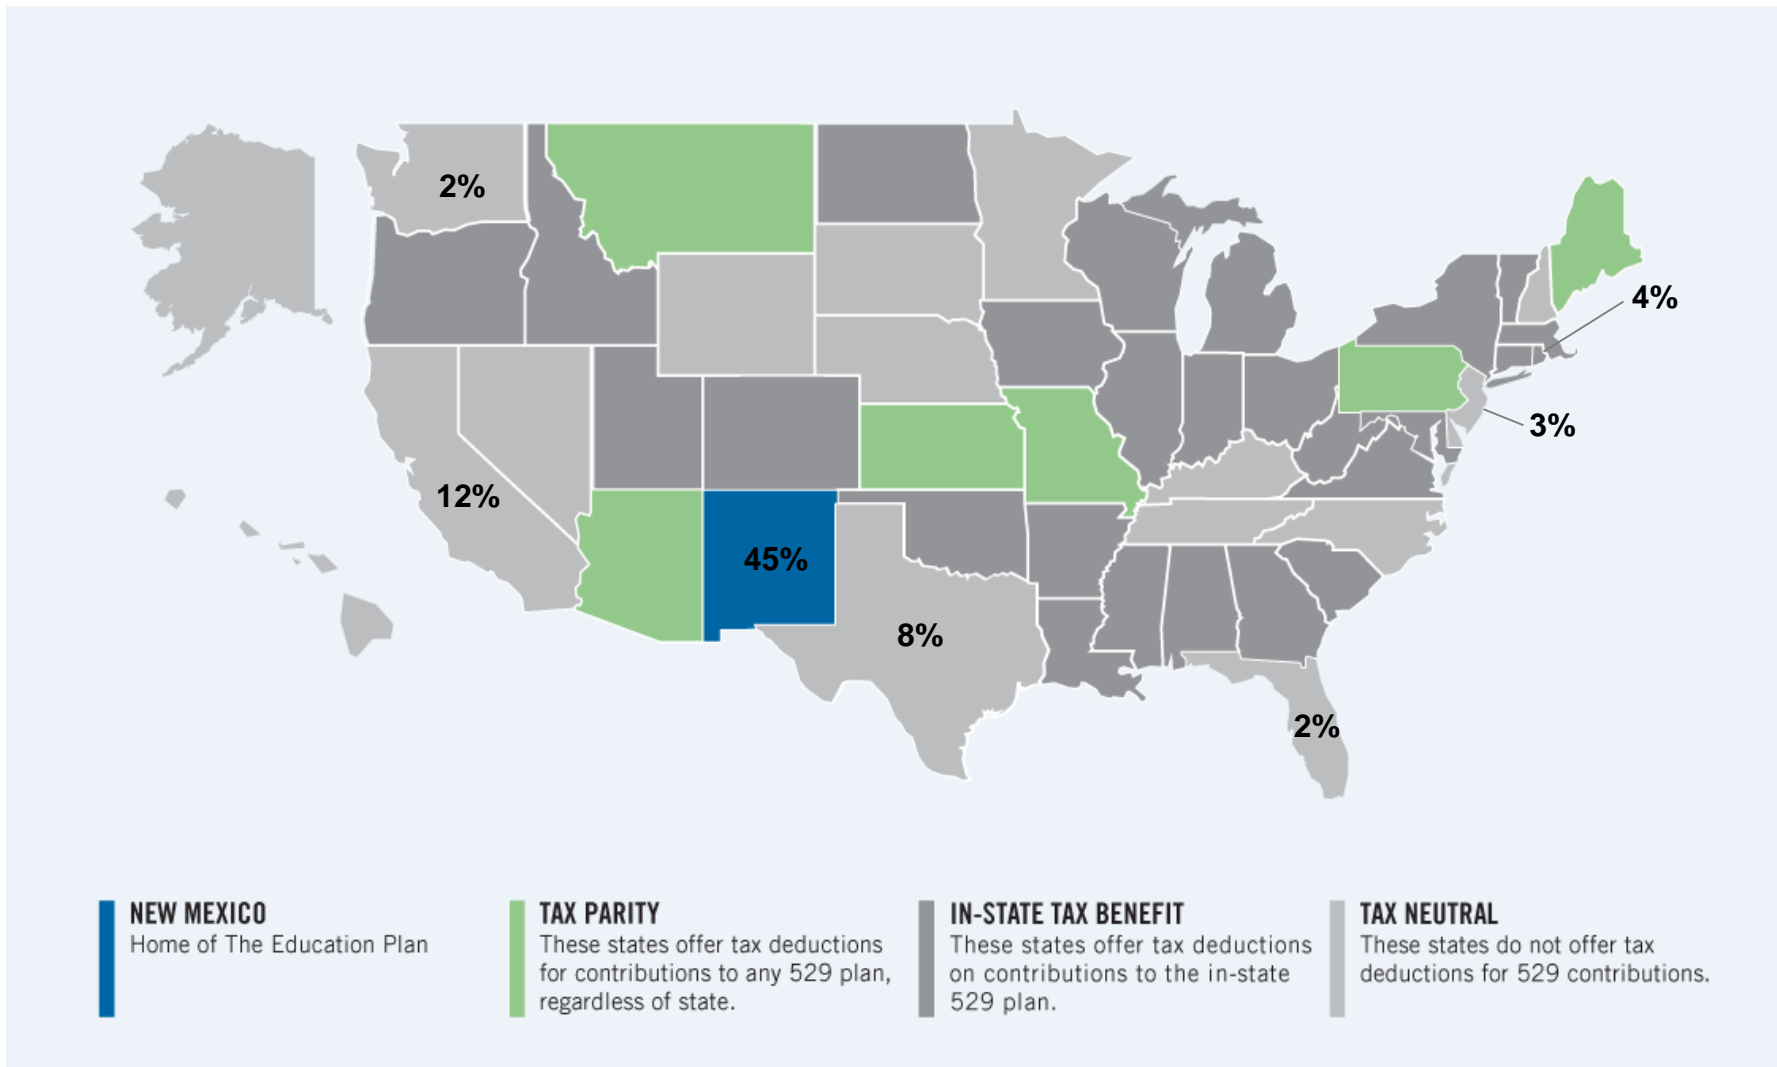 2%
4%
3%
12%
45%
8%
2%
NEW MEXICO
Home of The Education Plan
TAX PARITY
These states offer tax deductions
for contributions to any 529 plan,
regardless of state.
IN-STATE TAX BENEFIT
These states offer tax deductions
on contributions to the in-state
529 plan.
TAX NEUTRAL
These states do not offer tax
deductions for 529 contributions.